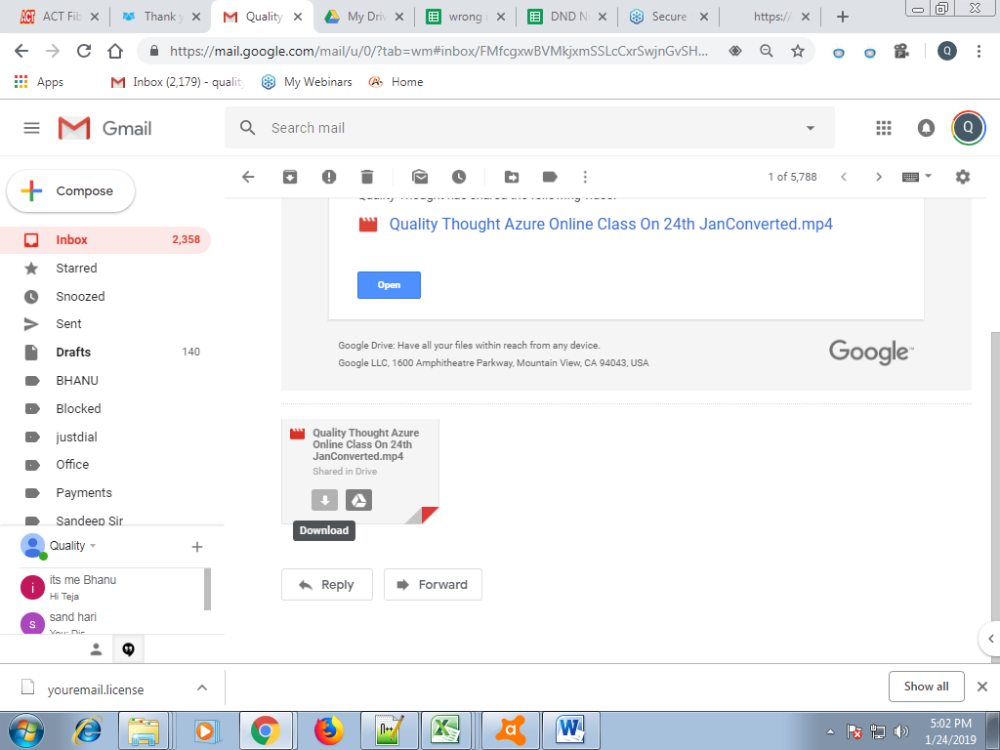 ACT Fil
Thank y
Quality
My Driv
wrong
DND N
Secure
https://
https://mail.google.com/mail/u/0/?tab=wm#inbox/FMfcgxwBVMkjxmSSLcCxrSwjnGvSH...
Q
Apps
Inbox (2,179) - qualit
My Webinars
Home
Gmail
Search mail
Q
Compose
1 of 5,788
Inbox 2,358
Starred
Snoozed
Sent
Drafts 140
BHANU
Blocked
justdial
Office
Payments
Sandeep Sir
Quality
i
its me Bhanu
Hi Teja
s
sand hari
You:
Quality Thought has shared the following video:
Quality Thought Azure Online Class On 24th JanConverted.mp4
Open
Google Drive: Have all your files within reach from any device.
Google LLC, 1600 Amphitheatre Parkway, Mountain View, CA 94043, USA
Google™
Quality Thought Azure
Online Class On 24th
JanConverted.mp4
Shared in Drive
Download
Reply
Forward
youremail.license
Show all
5:02 PM
1/24/2019